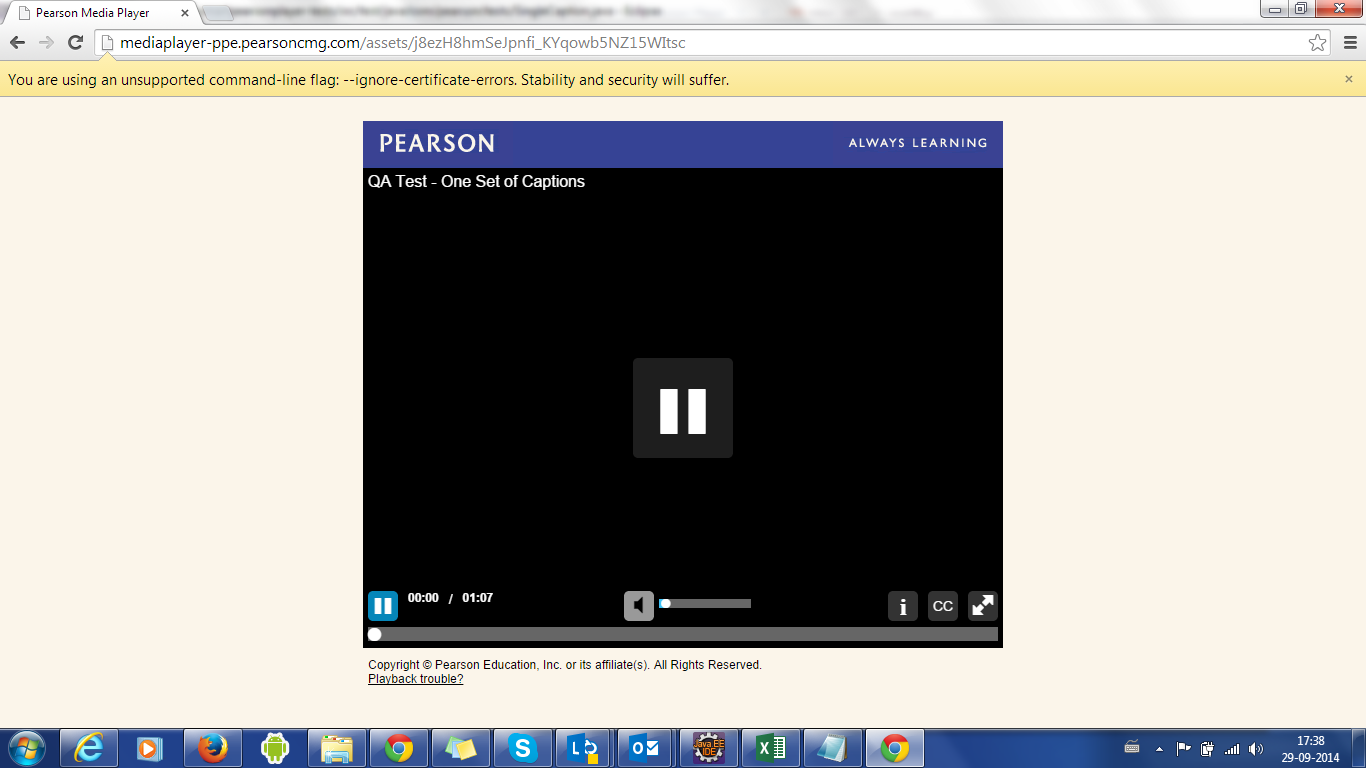 Pearson Media Player
mediaplayer-ppe.pearsoncmg.com/assets/j8ezH8hmSeJpnfi_KYqowb5NZ15WItsc
You are using an unsupported command-line flag: --ignore-certificate-errors. Stability and security will suffer.
PEARSON
ALWAYS LEARNING
QA Test - One Set of Captions
00:00 / 01:07
i
CC
Copyright © Pearson Education, Inc. or its affiliate(s). All Rights Reserved.
Playback trouble?
Java EE
IDE
17:38
29-09-2014